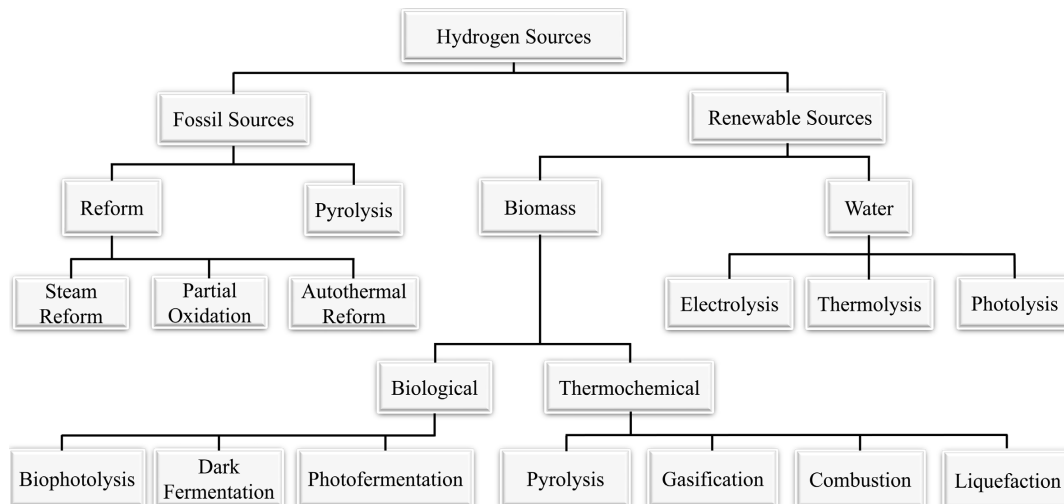 Hydrogen Sources
Fossil Sources
Renewable Sources
Reform
Pyrolysis
Biomass
Water
Steam
Reform
Partial
Oxidation
Autothermal
Reform
Electrolysis
Thermolysis
Photolysis
Biological
Thermochemical
Biophotolysis
Dark
Fermentation
Photofermentation
Pyrolysis
Gasification
Combustion
Liquefaction